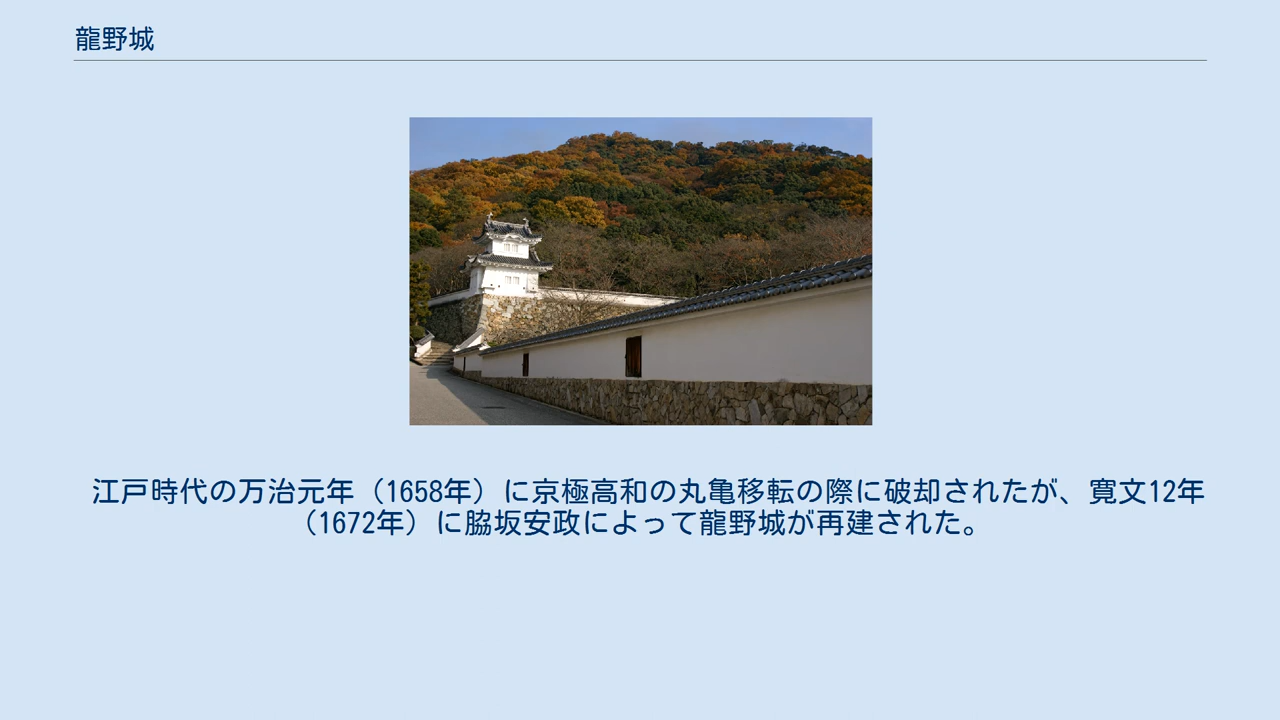 龍野城
江戸時代の万治元年（1658年）に京極高和の丸亀移転の際に破却されたが、寛文12年
（1672年）に脇坂安政によって龍野城が再建された。